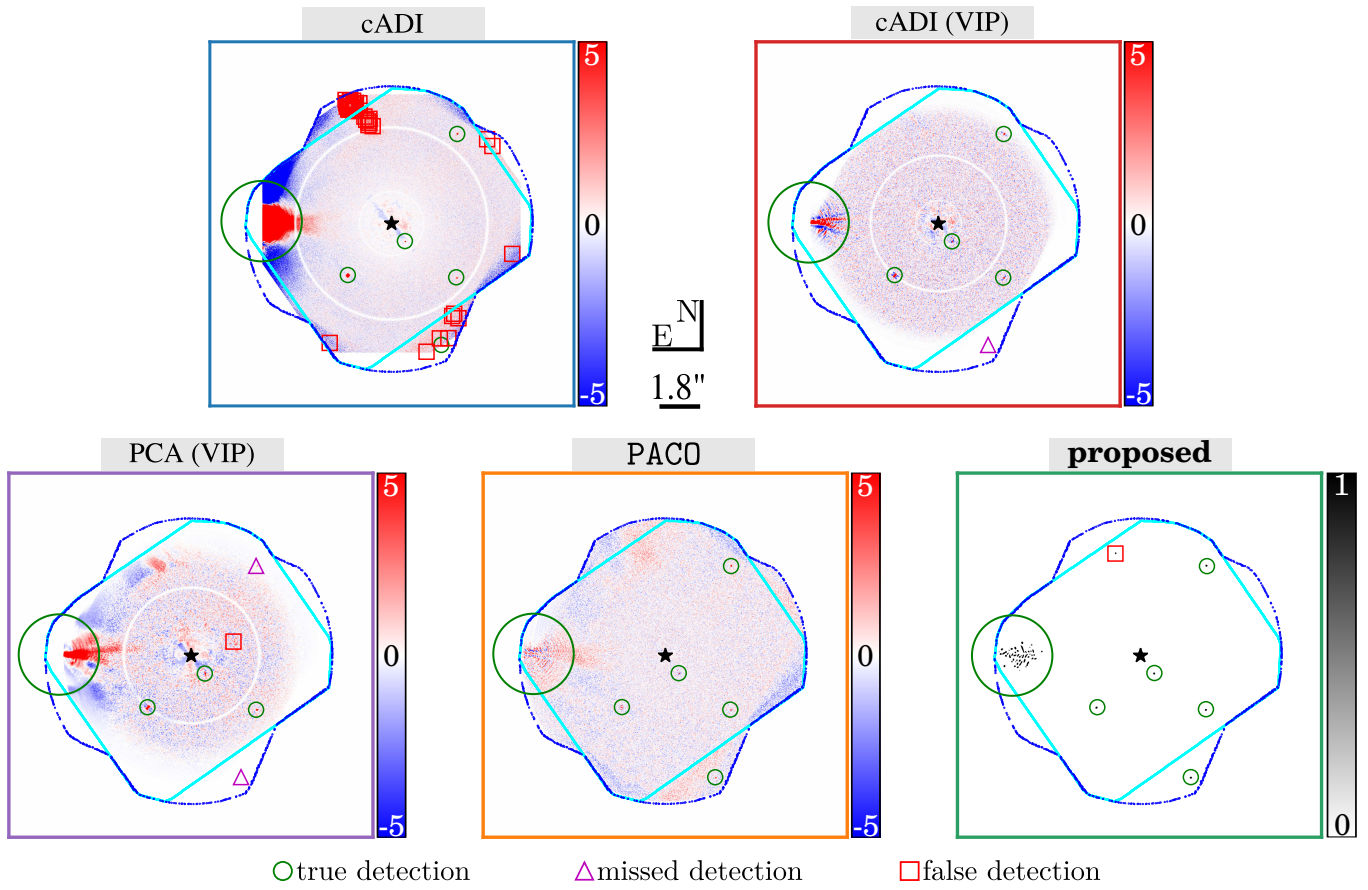 cADI
cADI (VIP)
5
0
-5
5
0
-5
N
E
1.8"
PCA (VIP)
PACO
proposed
5
0
-5
5
0
-5
1
0
true detection
missed detection
false detection